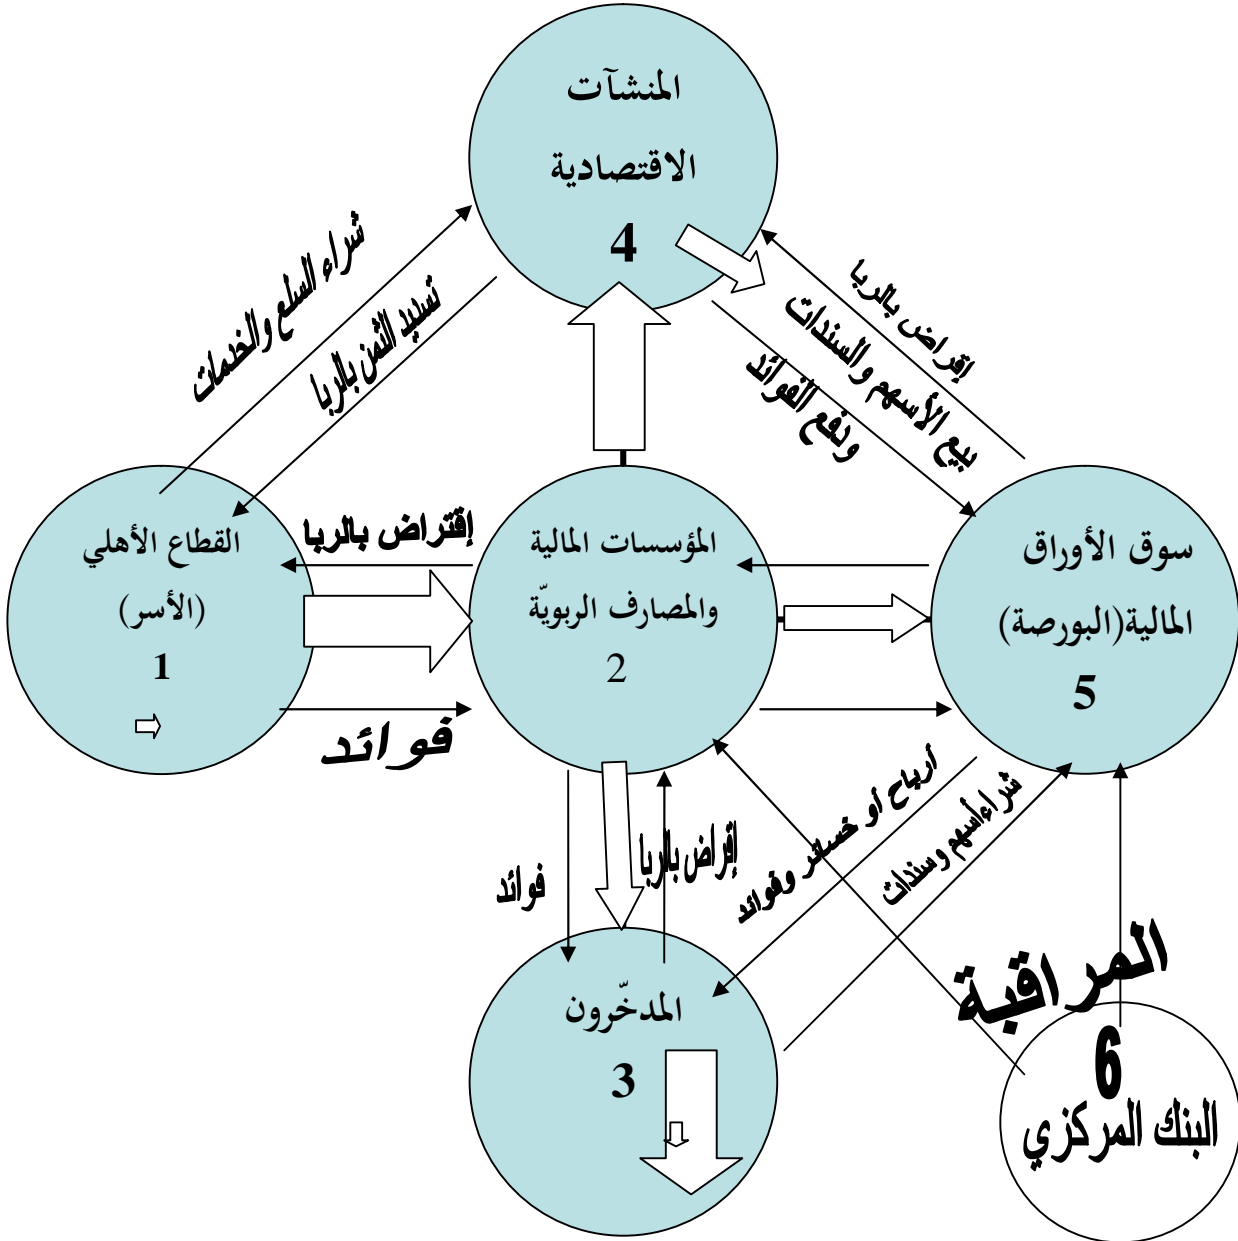 المنشآت
الاقتصادية
4
شراء السلع والخدمات
تسديد الثمن بالربا
إقراض بالربا
بيع الأسهم والسندات
ودفع الفوائد
القطاع الأهلي
(الأسر)
1
إقتراض بالربا
فوائد
المؤسسات المالية
والمصارف الربويّة
2
سوق الأوراق
المالية(البورصة)
5
فوائد
إقراض بالربا
أرباح أو خسائر وفوائد
شراءأسهم وسندات
المدخّرون
3
المراقبة
6
البنك المركزي